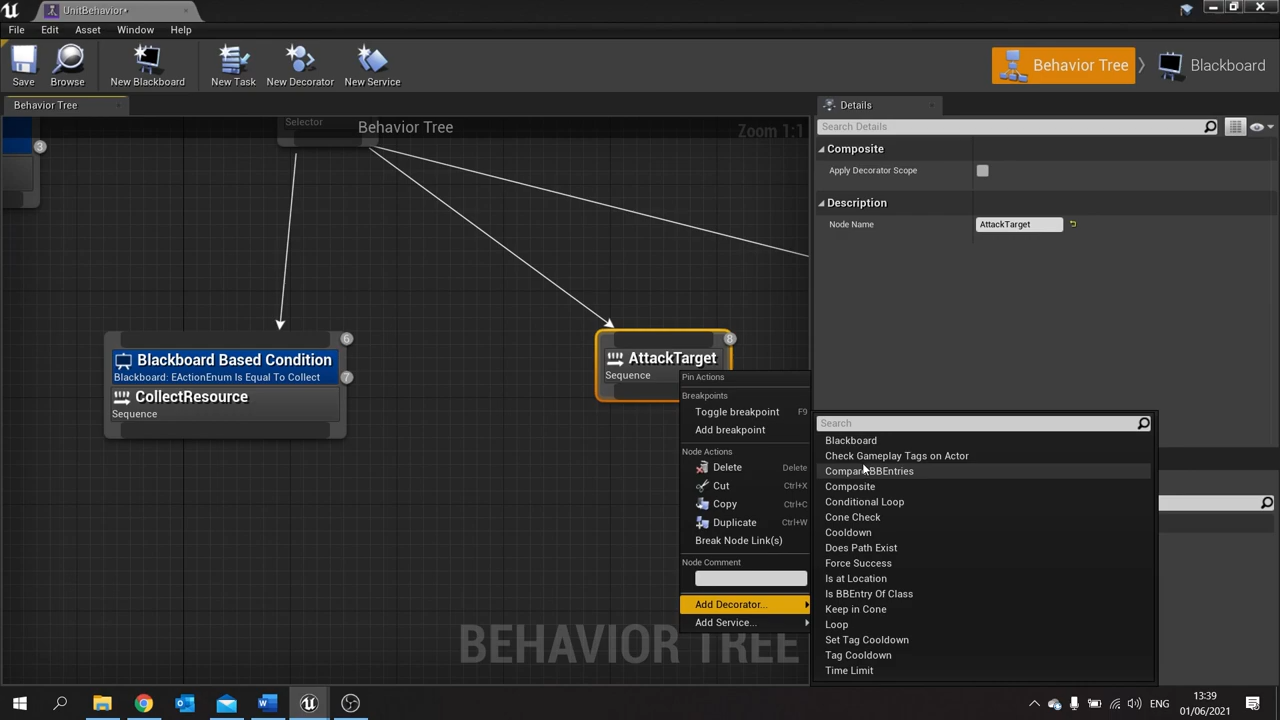 UnitBehavior*
File Edit Asset Window Help
Save Browse New Blackboard New Task New Decorator New Service
Behavior Tree Blackboard
Behavior Tree
Details
Search Details
Selector
Behavior Tree
Zoom 1:1
3
Composite
Apply Decorator Scope
Description
Node Name AttackTarget
6
Blackboard Based Condition
Blackboard: EActionEnum Is Equal To Collect
7
CollectResource
Sequence
8
AttackTarget
Sequence
Pin Actions
Breakpoints
Toggle breakpoint F9
Add breakpoint
Node Actions
Delete Delete
Cut Ctrl+X
Copy Ctrl+C
Duplicate Ctrl+W
Break Node Link(s)
Node Comment
Add Decorator...
Add Service...
Search
Blackboard
Check Gameplay Tags on Actor
Compare BBEntries
Composite
Conditional Loop
Cone Check
Cooldown
Does Path Exist
Force Success
Is at Location
Is BBEntry Of Class
Keep in Cone
Loop
Set Tag Cooldown
Tag Cooldown
Time Limit
BEHAVIOR TREE
ENG
13:39
01/06/2021